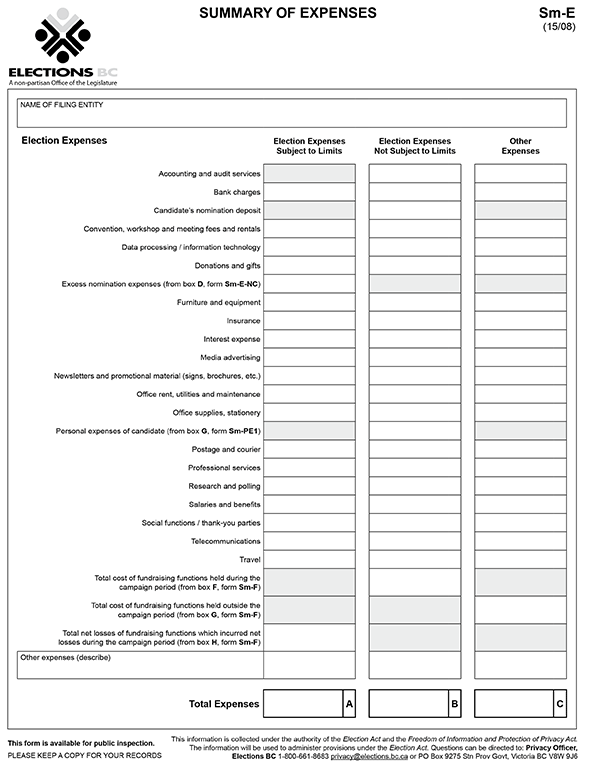 SUMMARY OF EXPENSES
Sm-E
(15/08)
ELECTIONS BC
A non-partisan Office of the Legislature
NAME OF FILING ENTITY
Election Expenses
Election Expenses
Subject to Limits
Election Expenses
Not Subject to Limits
Other
Expenses
Accounting and audit services
Bank charges
Candidate's nomination deposit
Convention, workshop and meeting fees and rentals
Data processing / information technology
Donations and gifts
Excess nomination expenses (from box D, form Sm-E-NC)
Furniture and equipment
Insurance
Interest expense
Media advertising
Newsletters and promotional material (signs, brochures, etc.)
Office rent, utilities and maintenance
Office supplies, stationery
Personal expenses of candidate (from box G, form Sm-PE1)
Postage and courier
Professional services
Research and polling
Salaries and benefits
Social functions / thank-you parties
Telecommunications
Travel
Total cost of fundraising functions held during the
campaign period (from box F, form Sm-F)
Total cost of fundraising functions held outside the
campaign period (from box G, form Sm-F)
Total net losses of fundraising functions which incurred net
losses during the campaign period (from box H, form Sm-F)
Other expenses (describe)
Total Expenses
A
B
C
This form is available for public inspection.
PLEASE KEEP A COPY FOR YOUR RECORDS
This information is collected under the authority of the Election Act and the Freedom of Information and Protection of Privacy Act.
The information will be used to administer provisions under the Election Act. Questions can be directed to: Privacy Officer,
Elections BC 1-800-661-8683 privacy@elections.bc.ca or PO Box 9275 Stn Prov Govt, Victoria BC V8W 9J6